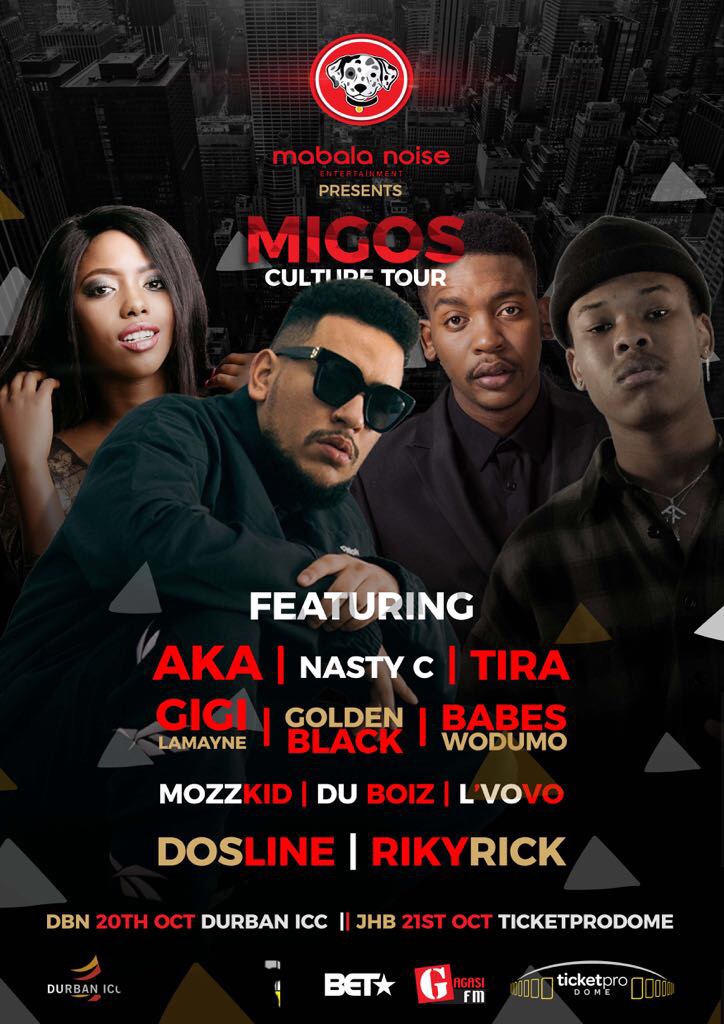 mabala noise
ENTERTAINMENT
PRESENTS
MIGOS
CULTURE TOUR
FEATURING
AKA | NASTY C | TIRA
GIGI LAMAYNE | GOLDEN BLACK | BABES WODUMO
MOZZKID | DU BOIZ | L'VOVO
DOSLINE | RIKYRICK
DBN 20TH OCT DURBAN ICC || JHB 21ST OCT TICKETPRODOME
DURBAN ICC
BET
GAGASI FM
ticketpro
DOME